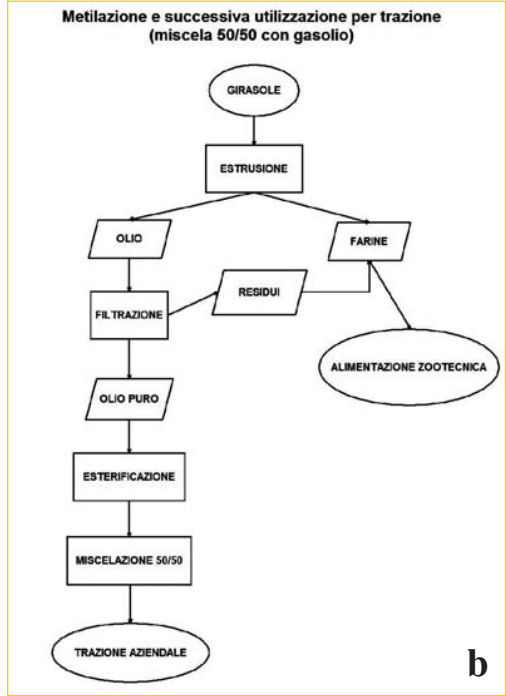 Metilazione e successiva utilizzazione per trazione
(miscela 50/50 con gasolio)
GIRASOLE
ESTRUSIONE
OLIO
FARINE
RESIDUI
FILTRAZIONE
ALIMENTAZIONE ZOOTECNICA
OLIO PURO
ESTERIFICAZIONE
MISCELAZIONE 50/50
TRAZIONE AZIENDALE
b